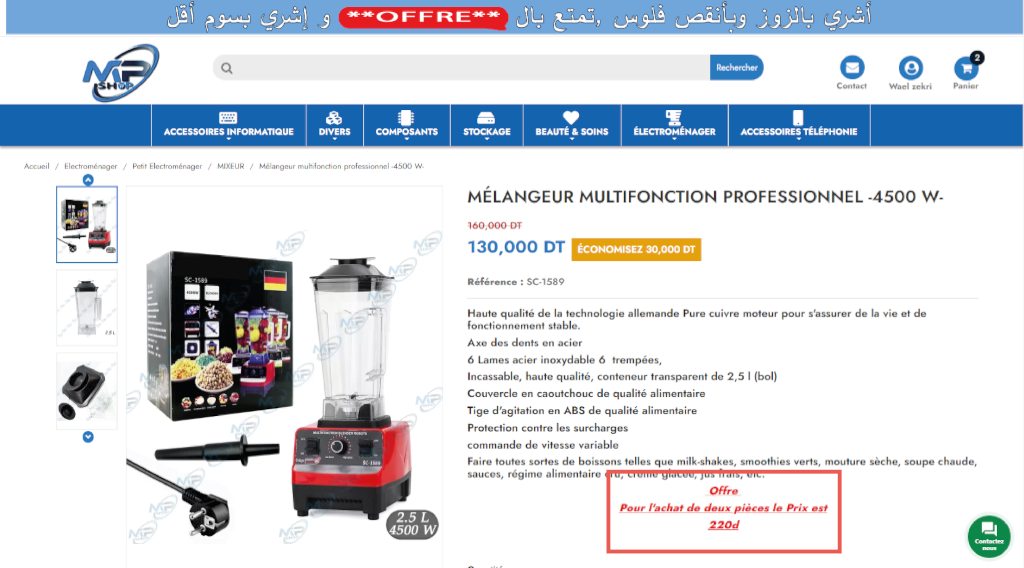 أشري بالزوز وبأنقص فلوس ,تمتع بال **OFFRE** و إشري بسوم أقل
MP
SHOP
Rechercher
Contact
Wael zekri
2
Panier
ACCESSOIRES INFORMATIQUE
DIVERS
COMPOSANTS
STOCKAGE
BEAUTÉ & SOINS
ÉLECTROMÉNAGER
ACCESSOIRES TÉLÉPHONIE
Accueil / Electroménager / Petit Electroménager / MIXEUR / Mélangeur multifonction professionnel -4500 W-
MÉLANGEUR MULTIFONCTION PROFESSIONNEL -4500 W-
160,000 DT
130,000 DT ÉCONOMISEZ 30,000 DT
Référence : SC-1589
Haute qualité de la technologie allemande Pure cuivre moteur pour s'assurer de la vie et de
fonctionnement stable.
Axe des dents en acier
6 Lames acier inoxydable 6 trempées,
Incassable, haute qualité, conteneur transparent de 2,5 l (bol)
Couvercle en caoutchouc de qualité alimentaire
Tige d'agitation en ABS de qualité alimentaire
Protection contre les surcharges
commande de vitesse variable
Faire toutes sortes de boissons telles que milk-shakes, smoothies verts, mouture sèche, soupe chaude,
sauces, régime alimentaire cru, crème glacée, jus frais, etc.
Offre
Pour l'achat de deux pièces le Prix est
220d
SC-1589
SC-1589
2.5 L
4500 W
2.5 L
Contactez
nous